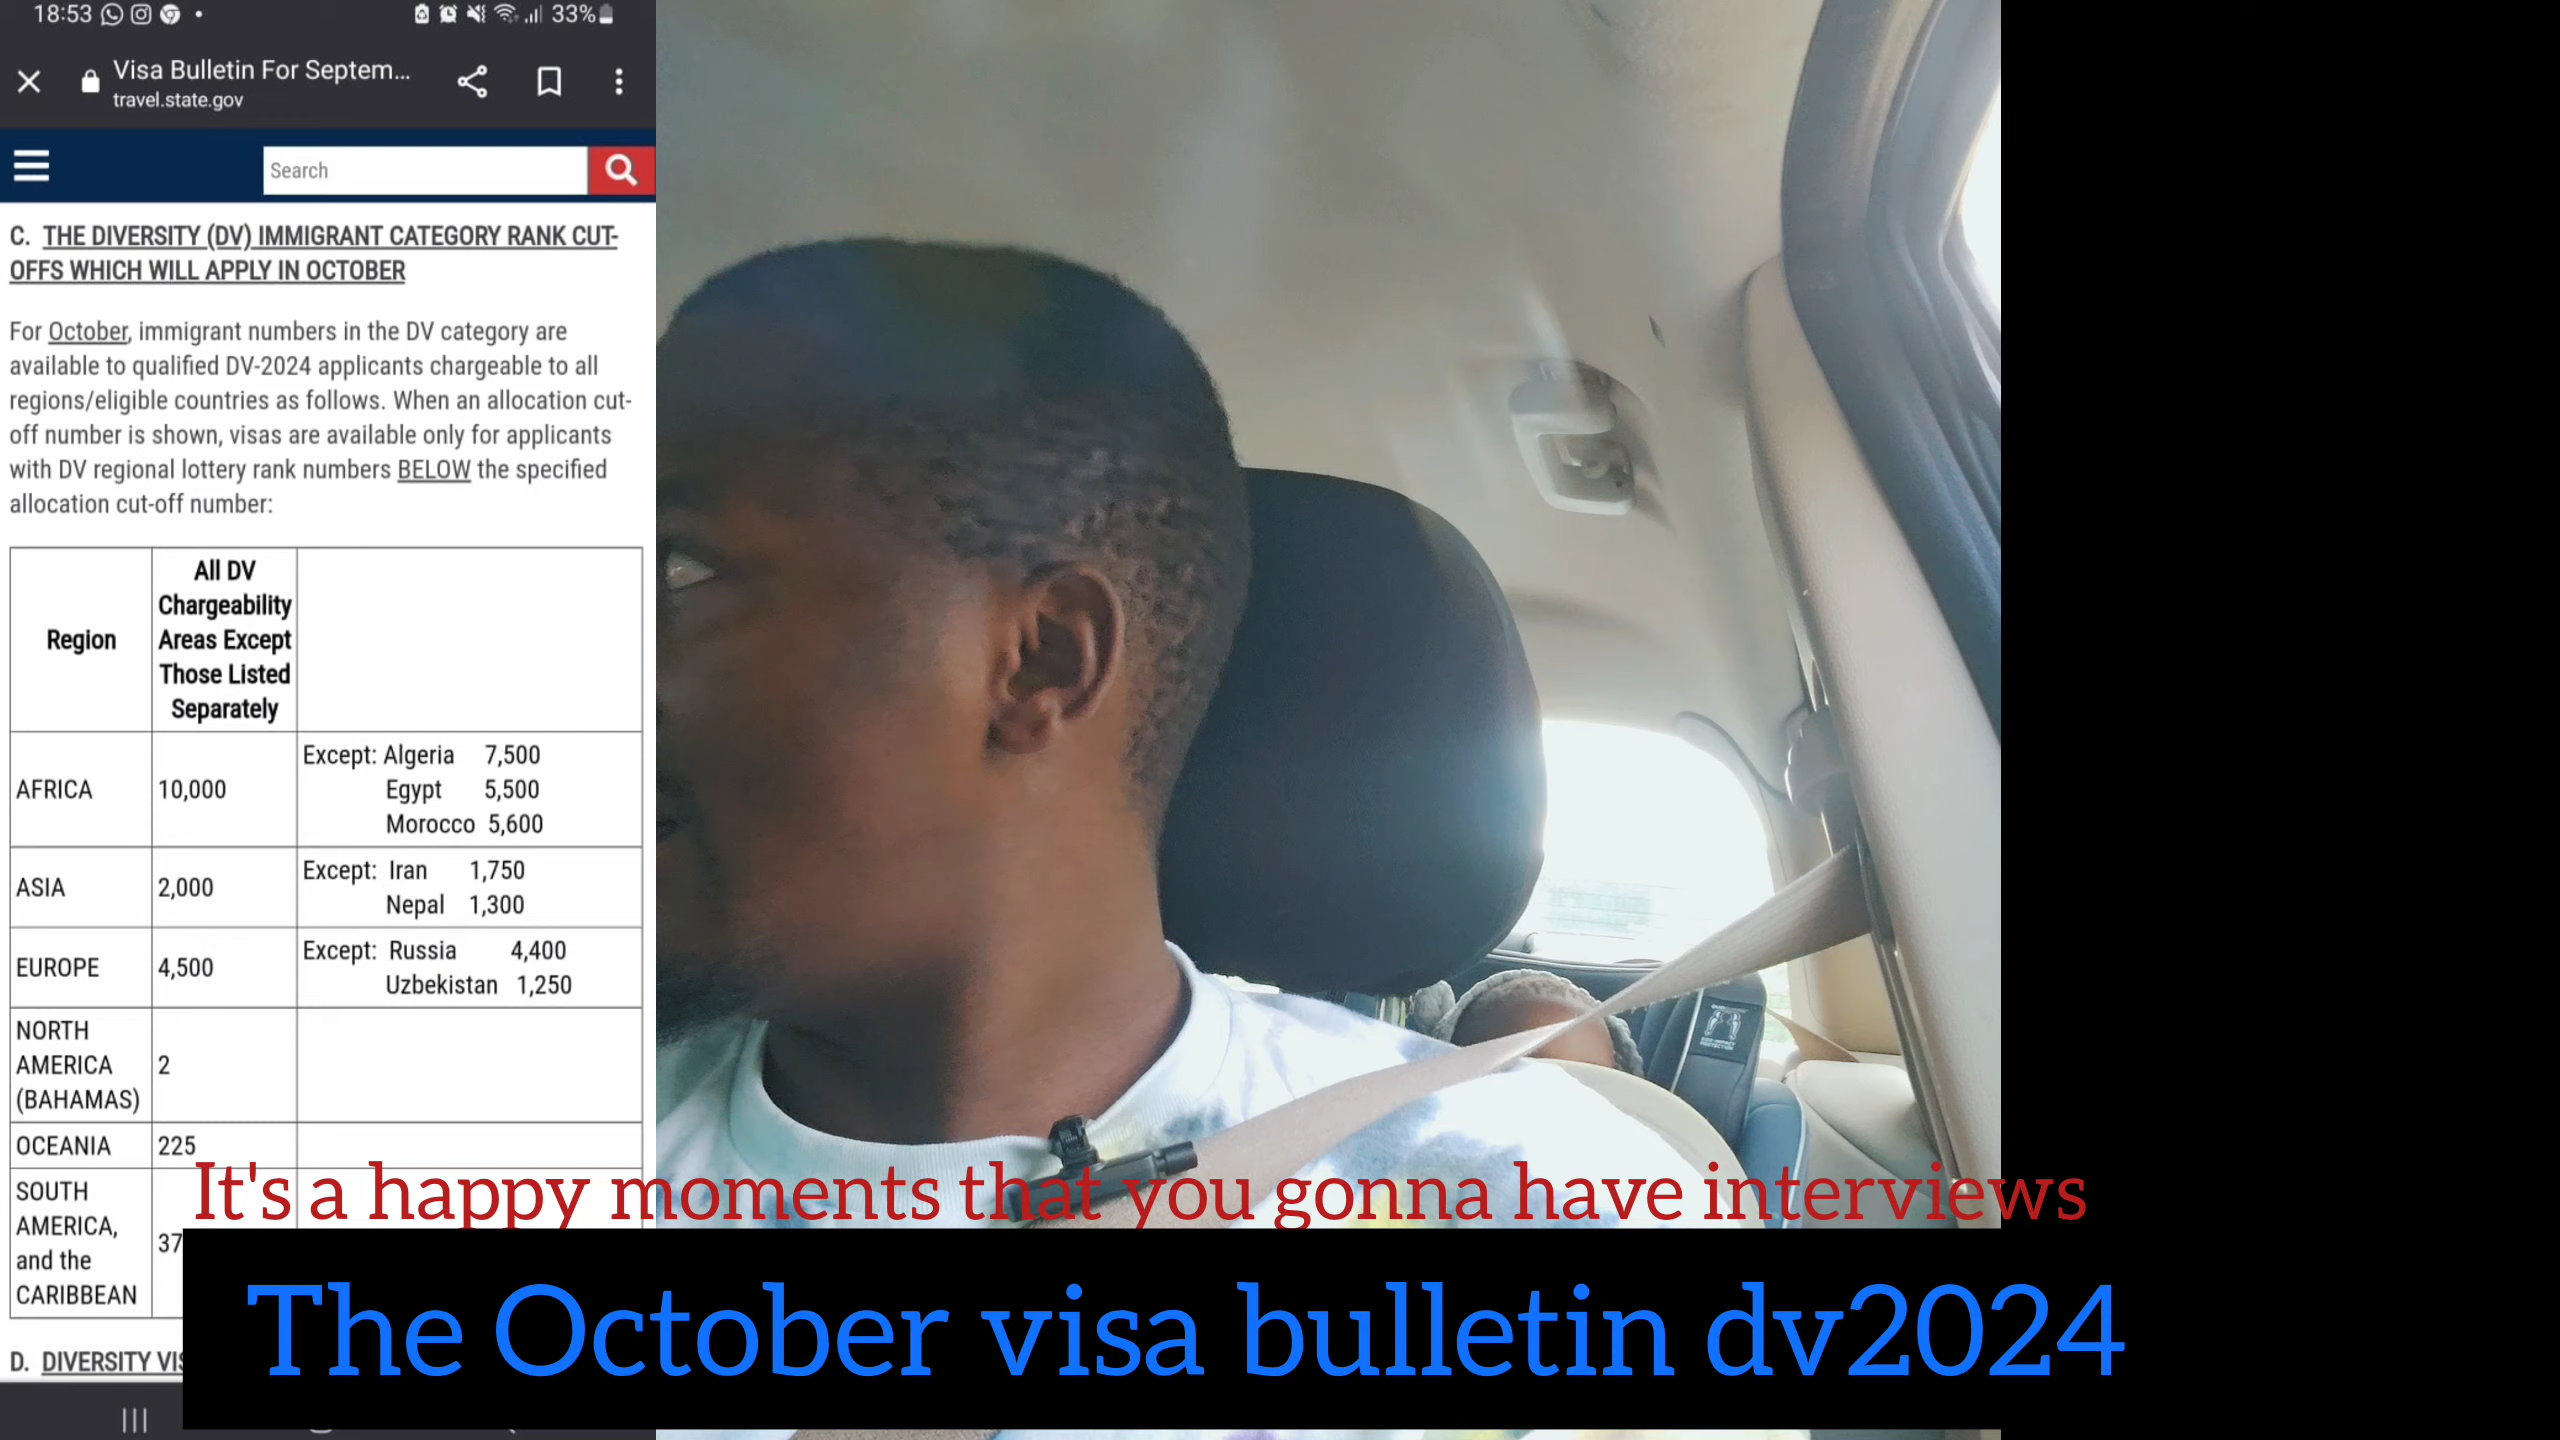 18:53
33%
Visa Bulletin For Septem...
travel.state.gov
Search
C. THE DIVERSITY (DV) IMMIGRANT CATEGORY RANK CUT-
OFFS WHICH WILL APPLY IN OCTOBER
For October, immigrant numbers in the DV category are
available to qualified DV-2024 applicants chargeable to all
regions/eligible countries as follows. When an allocation cut-
off number is shown, visas are available only for applicants
with DV regional lottery rank numbers BELOW the specified
allocation cut-off number:
Region
All DV
Chargeability
Areas Except
Those Listed
Separately
AFRICA
10,000
Except: Algeria 7,500
Egypt 5,500
Morocco 5,600
ASIA
2,000
Except: Iran 1,750
Nepal 1,300
EUROPE
4,500
Except: Russia 4,400
Uzbekistan 1,250
NORTH
AMERICA
(BAHAMAS)
2
OCEANIA
225
SOUTH
AMERICA,
and the
CARIBBEAN
37
D. DIVERSITY VIS
It's a happy moments that you gonna have interviews
The October visa bulletin dv2024